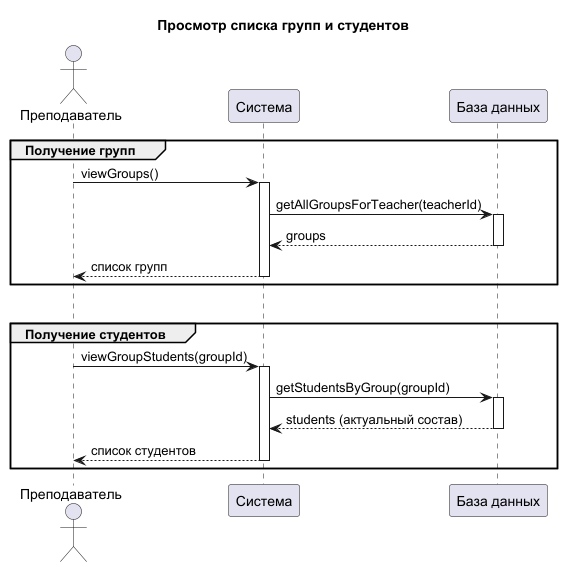 Просмотр списка групп и студентов
Преподаватель
Система
База данных
Получение групп
viewGroups()
getAllGroupsForTeacher(teacherId)
groups
список групп
Получение студентов
viewGroupStudents(groupId)
getStudentsByGroup(groupId)
students (актуальный состав)
список студентов
Преподаватель
Система
База данных